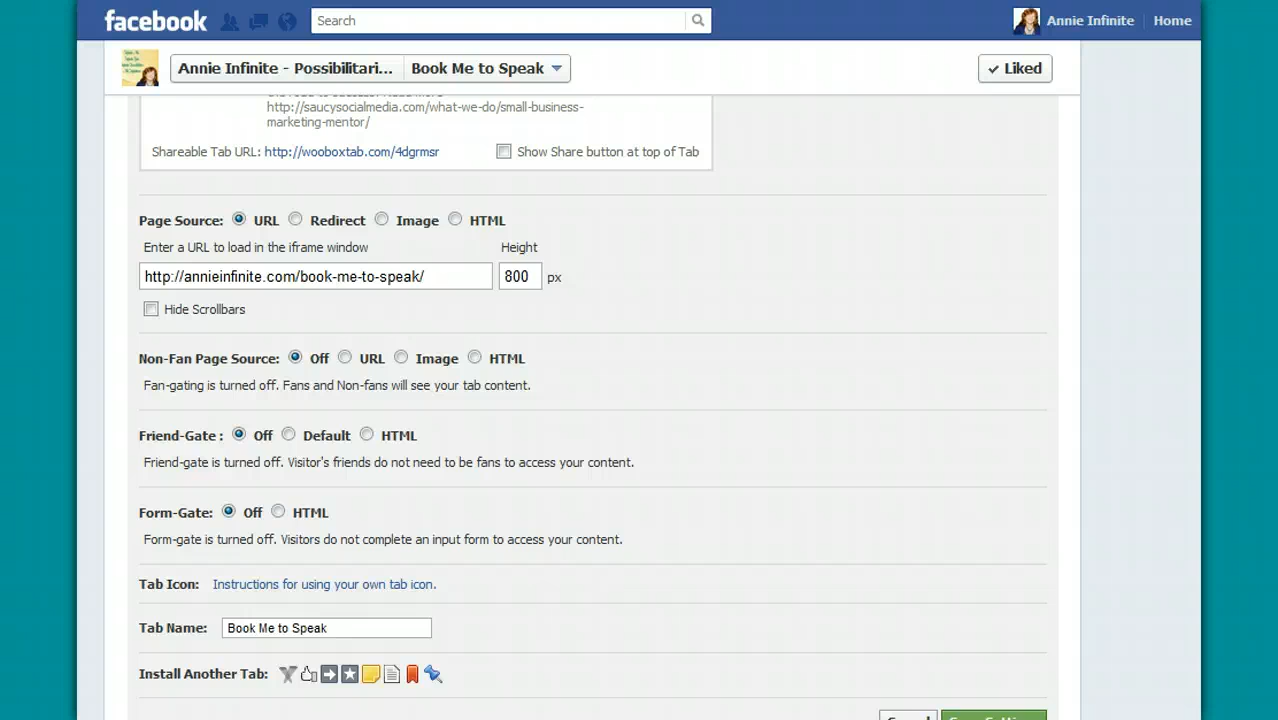 facebook Search Annie Infinite Home
Annie Infinite - Possibilitari... Book Me to Speak Liked
http://saucysocialmedia.com/what-we-do/small-business-
marketing-mentor/
Shareable Tab URL: http://wooboxtab.com/4dgrmsr Show Share button at top of Tab
Page Source: URL Redirect Image HTML
Enter a URL to load in the iframe window Height
http://annieinfinite.com/book-me-to-speak/ 800 px
Hide Scrollbars
Non-Fan Page Source: Off URL Image HTML
Fan-gating is turned off. Fans and Non-fans will see your tab content.
Friend-Gate : Off Default HTML
Friend-gate is turned off. Visitor's friends do not need to be fans to access your content.
Form-Gate: Off HTML
Form-gate is turned off. Visitors do not complete an input form to access your content.
Tab Icon: Instructions for using your own tab icon.
Tab Name: Book Me to Speak
Install Another Tab: